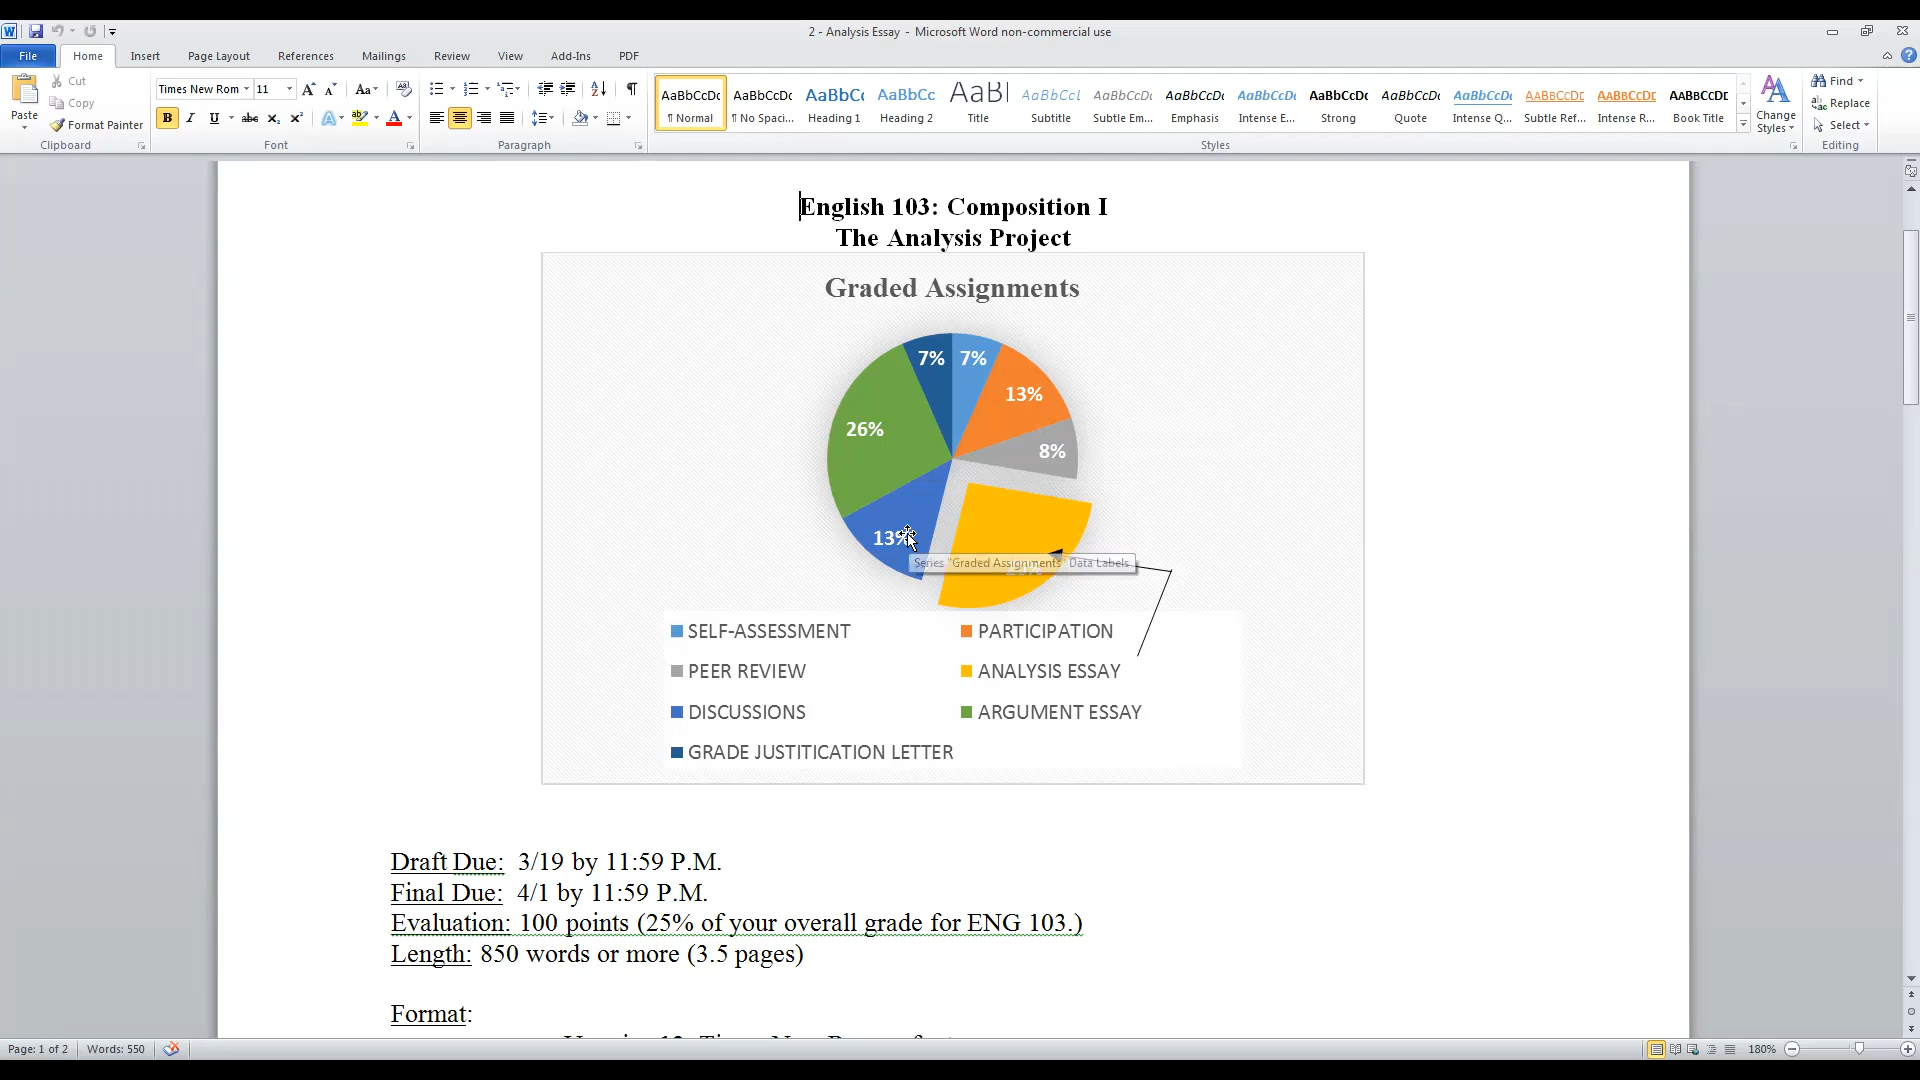 2 - Analysis Essay - Microsoft Word non-commercial use
File Home Insert Page Layout References Mailings Review View Add-Ins PDF
Paste
Cut
Copy
Format Painter
Clipboard
Times New Rom 11
Aa
B I U abc x₂ x²
Font
Paragraph
AaBbCcDc AaBbCcDc AaBbCc AaBbCc AaBl AaBbCcL AaBbCcDc AaBbCcDc AaBbCcDc AaBbCcDc AaBbCcDc AaBbCcDc AaBbCcDc AaBbCcDc AaBbCcDc
¶ Normal ¶ No Spaci... Heading 1 Heading 2 Title Subtitle Subtle Em... Emphasis Intense E... Strong Quote Intense Q... Subtle Ref... Intense R... Book Title
Styles
Change
Styles
Find
Replace
Select
Editing
English 103: Composition I
The Analysis Project
Graded Assignments
7% 7%
13%
26%
8%
13%
Series "Graded Assignments" Data Labels
SELF-ASSESSMENT PARTICIPATION
PEER REVIEW ANALYSIS ESSAY
DISCUSSIONS ARGUMENT ESSAY
GRADE JUSTITICATION LETTER
Draft Due: 3/19 by 11:59 P.M.
Final Due: 4/1 by 11:59 P.M.
Evaluation: 100 points (25% of your overall grade for ENG 103.)
Length: 850 words or more (3.5 pages)
Format:
Page: 1 of 2 Words: 550 180%